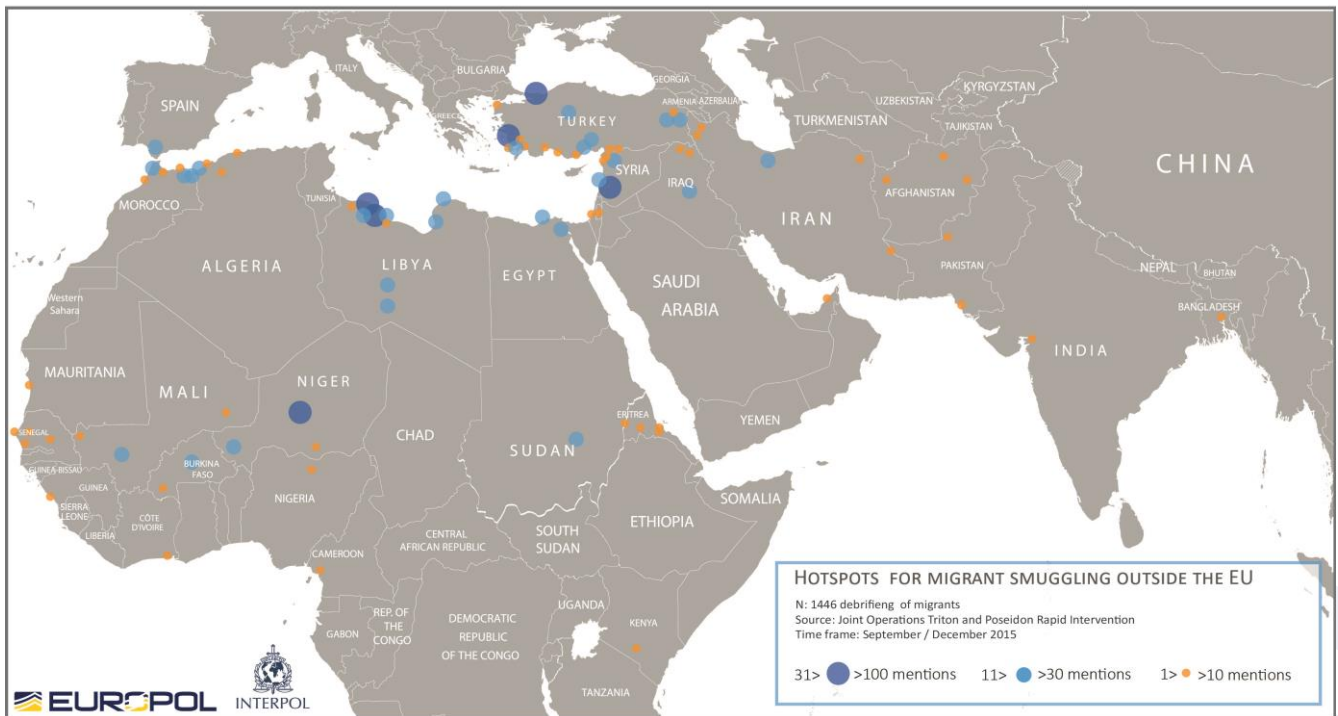 ITALY
BULGARIA
SPAIN
GREECE
TURKEY
GEORGIA
ARMENIA
AZERBAIJAN
UZBEKISTAN
KYRGYZSTAN
TURKMENISTAN
TAJIKISTAN
CHINA
SYRIA
IRAQ
IRAN
AFGHANISTAN
TUNISIA
MOROCCO
ALGERIA
LIBYA
EGYPT
SAUDI
ARABIA
PAKISTAN
NEPAL
BHUTAN
BANGLADESH
INDIA
Western
Sahara
MAURITANIA
MALI
NIGER
CHAD
SUDAN
ERITREA
YEMEN
SENEGAL
GUINEA-BISSAU
GUINEA
BURKINA
FASO
SIERRA
LEONE
LIBERIA
CÔTE
D'IVOIRE
NIGERIA
SOMALIA
ETHIOPIA
CENTRAL
AFRICAN REPUBLIC
SOUTH
SUDAN
CAMEROON
GABON
REP. OF
THE
CONGO
DEMOCRATIC
REPUBLIC
OF THE CONGO
UGANDA
KENYA
TANZANIA
HOTSPOTS FOR MIGRANT SMUGGLING OUTSIDE THE EU
N: 1446 debrifieng of migrants
Source: Joint Operations Triton and Poseidon Rapid Intervention
Time frame: September / December 2015
31> >100 mentions 11> >30 mentions 1> >10 mentions
EUROPOL
INTERPOL